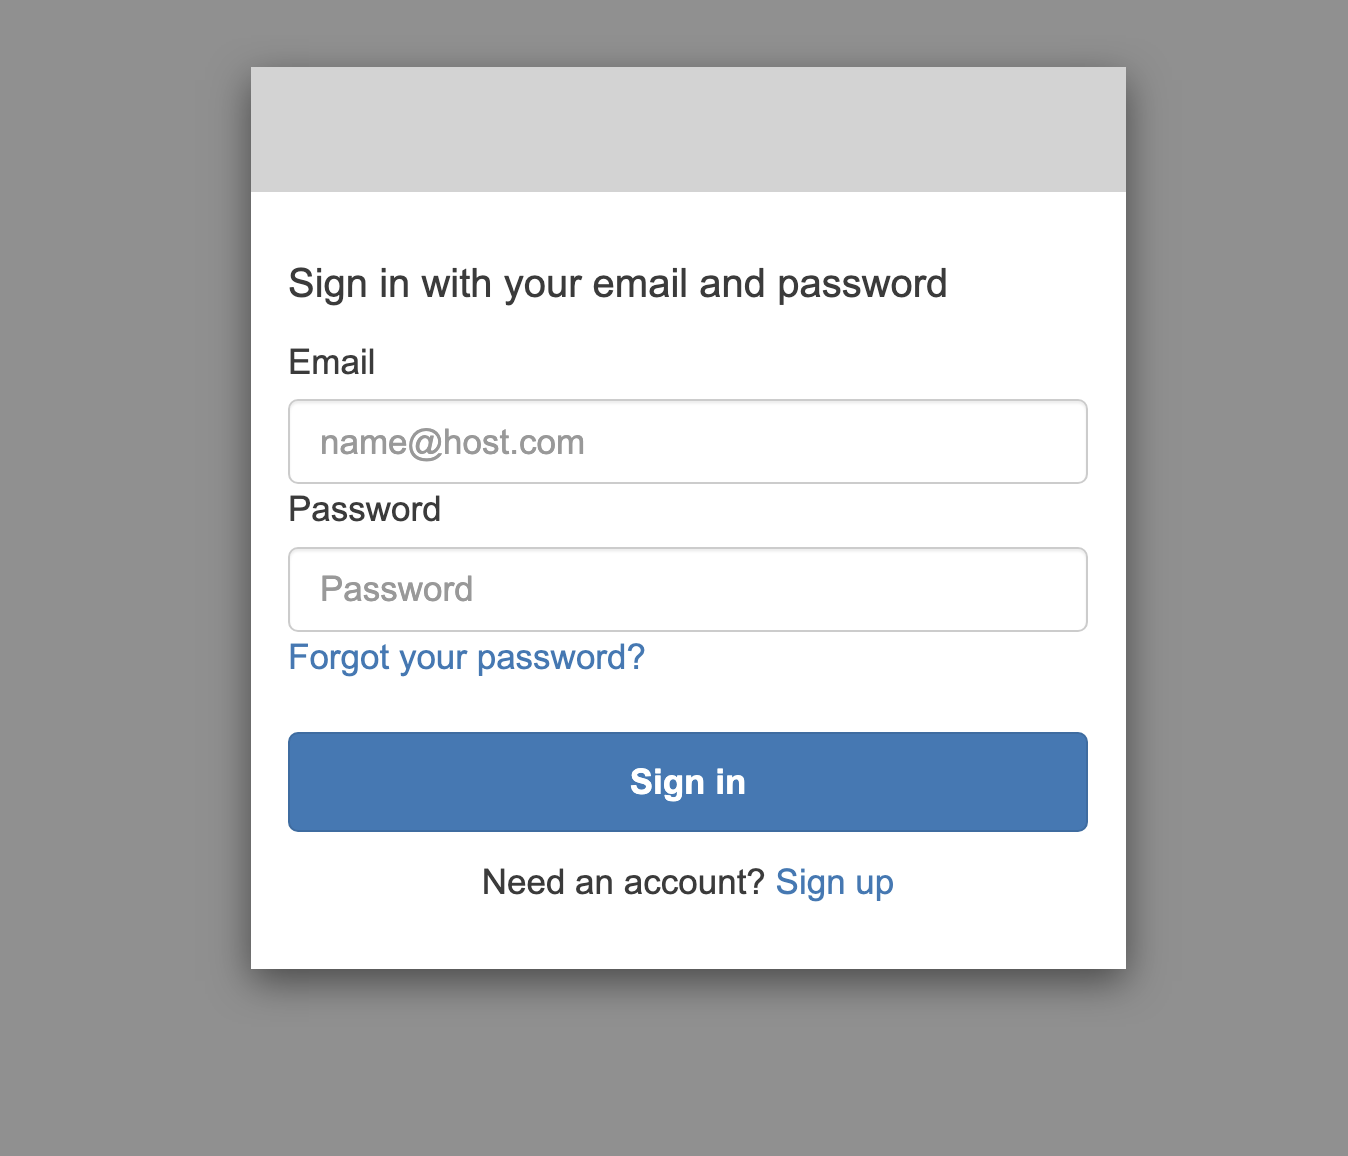 Sign in with your email and password
Email
name@host.com
Password
Password
Forgot your password?
Sign in
Need an account? Sign up